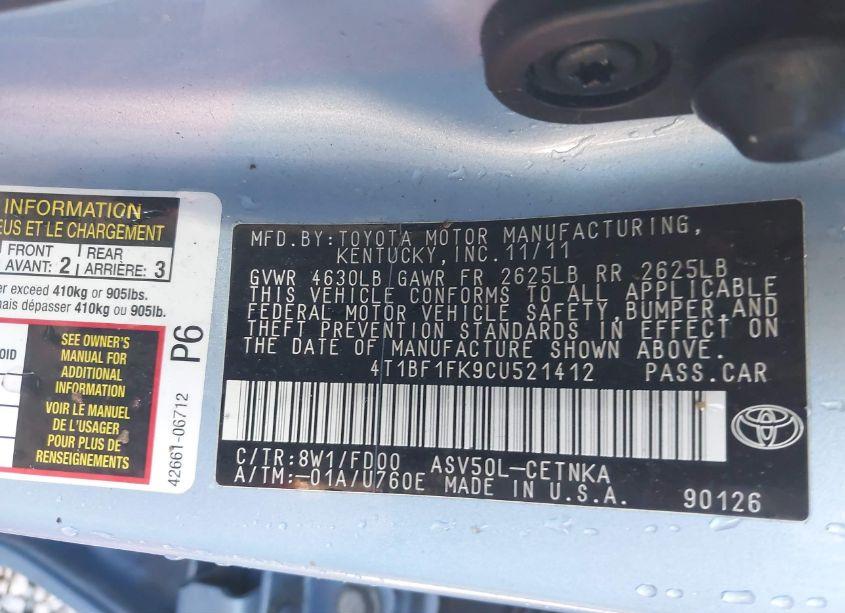 INFORMATION
EUS ET LE CHARGEMENT
FRONT
AVANT: 2
REAR
ARRIÈRE: 3
er exceed 410kg or 905lbs.
mais dépasser 410kg ou 905lb.
OID
SEE OWNER'S
MANUAL FOR
ADDITIONAL
INFORMATION
VOIR LE MANUEL
DE L'USAGER
POUR PLUS DE
RENSEIGNEMENTS
P6
42661-06712
MFD.BY:TOYOTA MOTOR MANUFACTURING,
KENTUCKY,INC.11/11
GVWR 4630LB GAWR FR 2625LB RR 2625LB
THIS VEHICLE CONFORMS TO ALL APPLICABLE
FEDERAL MOTOR VEHICLE SAFETY,BUMPER,AND
THEFT PREVENTION STANDARDS IN EFFECT ON
THE DATE OF MANUFACTURE SHOWN ABOVE.
4T1BF1FK9CU521412 PASS.CAR
C/TR:8W1/FD00 ASV50L-CETNKA
A/TM:-01A/U760E MADE IN U.S.A.
90126